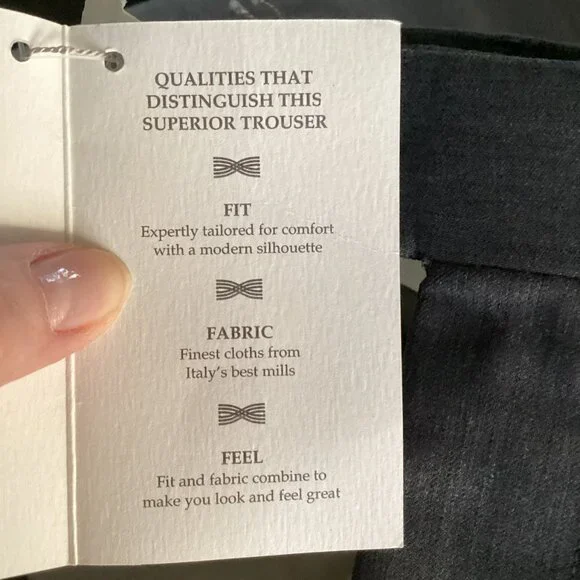 QUALITIES THAT
DISTINGUISH THIS
SUPERIOR TROUSER
FIT
Expertly tailored for comfort
with a modern silhouette
FABRIC
Finest cloths from
Italy's best mills
FEEL
Fit and fabric combine to
make you look and feel great